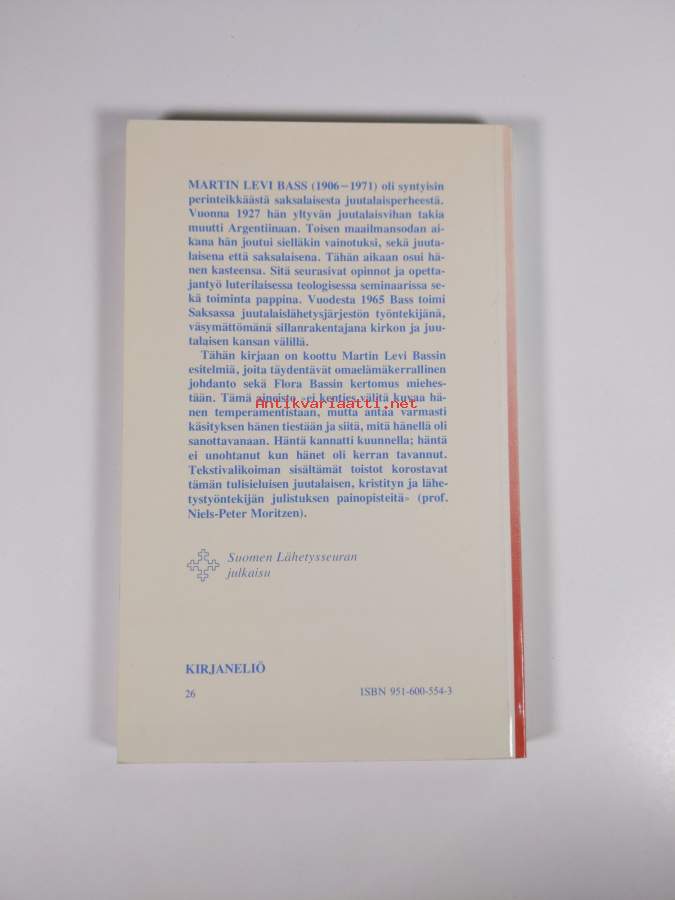 MARTIN LEVI BASS (1906–1971) oli syntyisin
perinteikkäästä saksalaisesta juutalaisperheestä.
Vuonna 1927 hän yltyvän juutalaisvihan takia
muutti Argentiinaan. Toisen maailmansodan ai-
kana hän joutui sielläkin vainotuksi, sekä juuta-
laisena että saksalaisena. Tähän aikaan osui hä-
nen kasteensa. Sitä seurasivat opinnot ja opetta-
jantyö luterilaisessa teologisessa seminaarissa se-
kä toiminta pappina. Vuodesta 1965 Bass toimi
Saksassa juutalaislähetysjärjestön työntekijänä,
väsymättömänä sillanrakentajana kirkon ja juu-
talaisen kansan välillä.
Tähän kirjaan on koottu Martin Levi Bassin
esitelmiä, joita täydentävät omaelämäkerrallinen
johdanto sekä Flora Bassin kertomus miehes-
tään. Tämä aineisto »ei kenties välitä kuvaa hä-
Antikvariaatti.net
nen temperamentistaan, mutta antaa varmasti
käsityksen hänen tiestään ja siitä, mitä hänellä oli
sanottavanaan. Häntä kannatti kuunnella; häntä
ei unohtanut kun hänet oli kerran tavannut.
Tekstivalikoiman sisältämät toistot korostavat
tämän tulisieluisen juutalaisen, kristityn ja lähe-
tystyöntekijän julistuksen painopisteitä» (prof.
Niels-Peter Moritzen).
Suomen Lähetysseuran
julkaisu
KIRJANELIÖ
26 ISBN 951-600-554-3